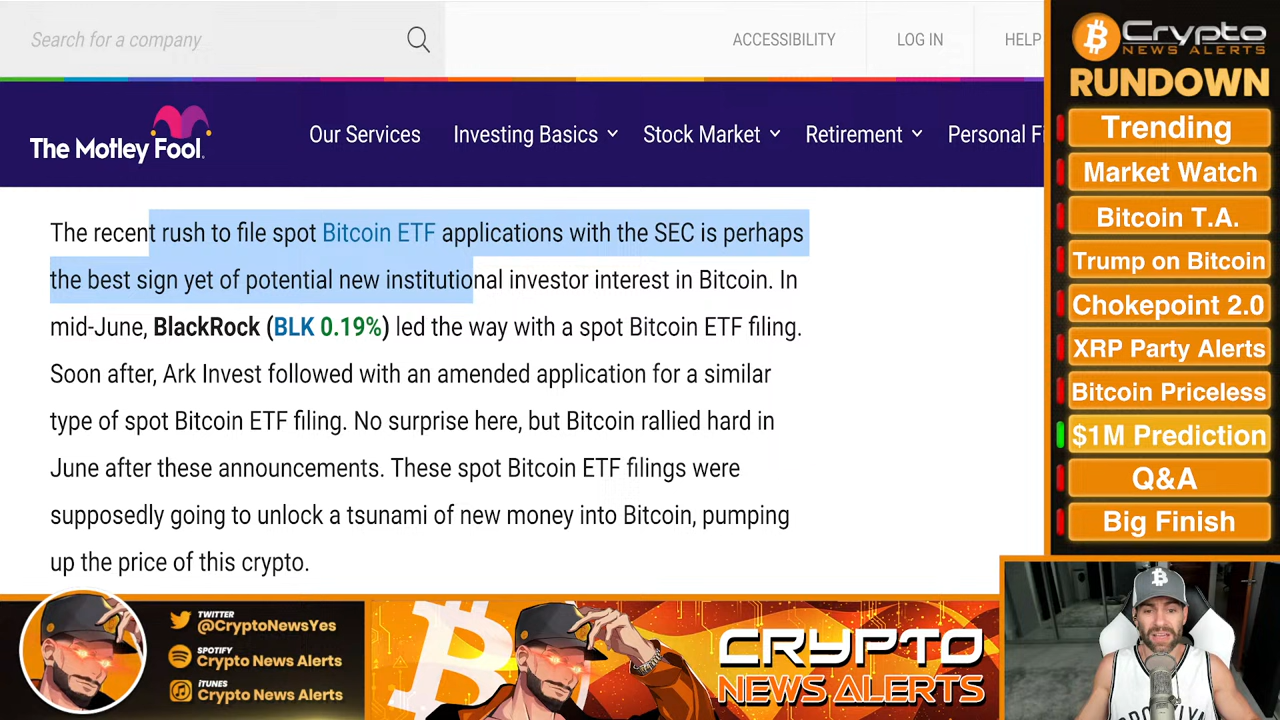 Search for a company
ACCESSIBILITY
LOG IN
HELP
The Motley Fool.
Our Services
Investing Basics
Stock Market
Retirement
Personal Fi
The recent rush to file spot Bitcoin ETF applications with the SEC is perhaps
the best sign yet of potential new institutional investor interest in Bitcoin. In
mid-June, BlackRock (BLK 0.19%) led the way with a spot Bitcoin ETF filing.
Soon after, Ark Invest followed with an amended application for a similar
type of spot Bitcoin ETF filing. No surprise here, but Bitcoin rallied hard in
June after these announcements. These spot Bitcoin ETF filings were
supposedly going to unlock a tsunami of new money into Bitcoin, pumping
up the price of this crypto.
Crypto
NEWS ALERTS
RUNDOWN
Trending
Market Watch
Bitcoin T.A.
Trump on Bitcoin
Chokepoint 2.0
XRP Party Alerts
Bitcoin Priceless
$1M Prediction
Q&A
Big Finish
TWITTER
@CryptoNewsYes
SPOTIFY
Crypto News Alerts
iTUNES
Crypto News Alerts
CRYPTO
NEWS ALERTS